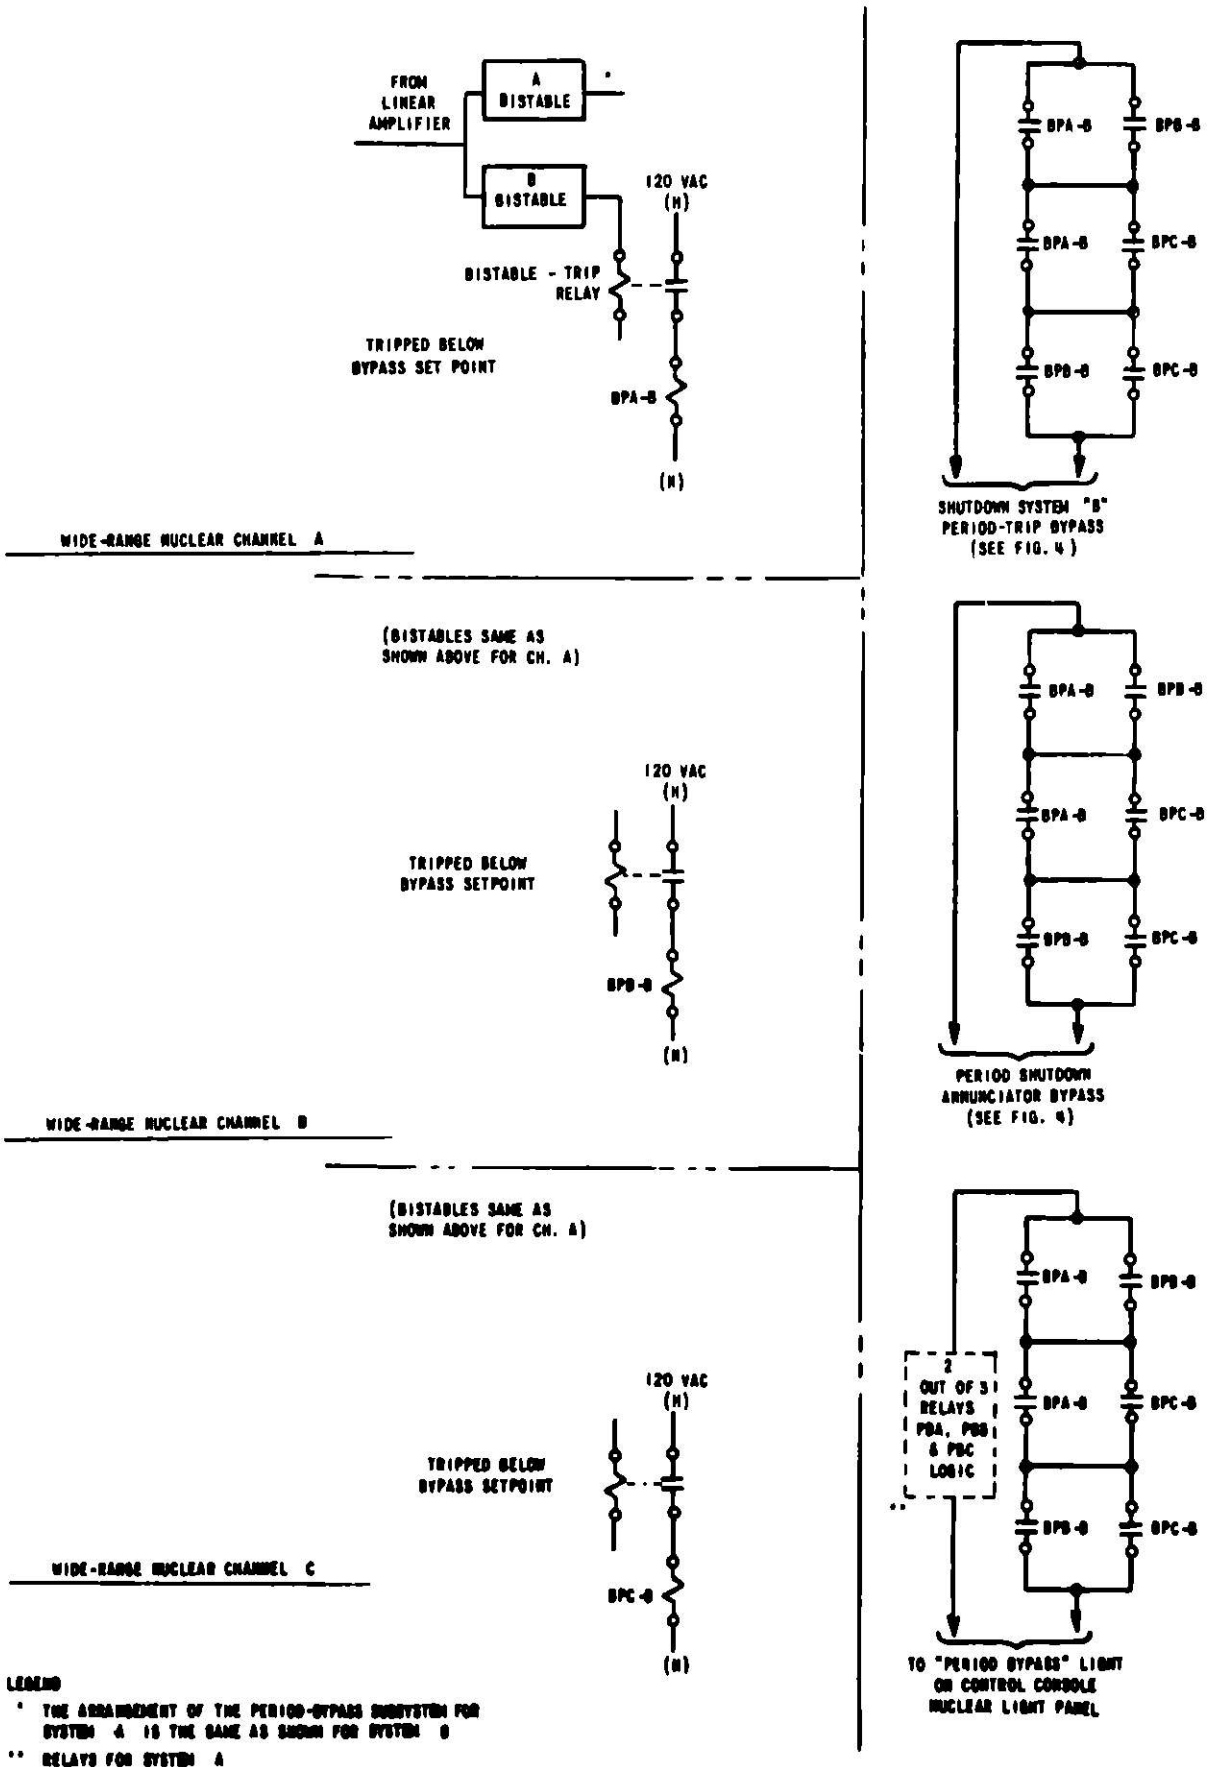 FROM
LINEAR
AMPLIFIER
A
BISTABLE
B
BISTABLE
120 VAC
(H)
BISTABLE - TRIP
RELAY
TRIPPED BELOW
BYPASS SET POINT
BPA-B
(N)
WIDE-RANGE NUCLEAR CHANNEL A
(BISTABLES SAME AS
SHOWN ABOVE FOR CH. A)
120 VAC
(H)
TRIPPED BELOW
BYPASS SETPOINT
BPB-B
(N)
WIDE-RANGE NUCLEAR CHANNEL B
(BISTABLES SAME AS
SHOWN ABOVE FOR CH. A)
120 VAC
(H)
TRIPPED BELOW
BYPASS SETPOINT
BPC-B
(N)
WIDE-RANGE NUCLEAR CHANNEL C
BPA-B BPB-B
BPA-B BPC-B
BPB-B BPC-B
SHUTDOWN SYSTEM "B"
PERIOD-TRIP BYPASS
(SEE FIG. 4)
BPA-B BPB-B
BPA-B BPC-B
BPB-B BPC-B
PERIOD SHUTDOWN
ANNUNCIATOR BYPASS
(SEE FIG. 4)
BPA-B BPB-B
2
OUT OF 3
RELAYS
PBA, PBB
& PBC
LOGIC
BPA-B BPC-B
**
BPB-B BPC-B
TO "PERIOD BYPASS" LIGHT
ON CONTROL CONSOLE
NUCLEAR LIGHT PANEL
LEGEND
* THE ARRANGEMENT OF THE PERIOD-BYPASS SUBSYSTEM FOR
SYSTEM A IS THE SAME AS SHOWN FOR SYSTEM B
** RELAYS FOR SYSTEM A